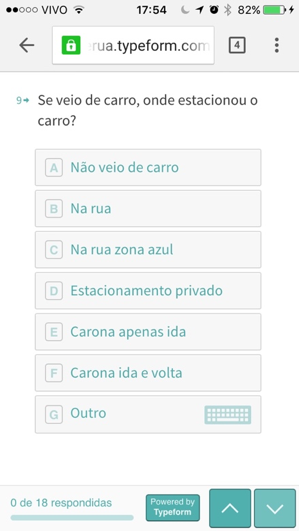 VIVO 17:54 82%
rua.typeform.com 4
9 Se veio de carro, onde estacionou o
carro?
A Não veio de carro
B Na rua
C Na rua zona azul
D Estacionamento privado
E Carona apenas ida
F Carona ida e volta
G Outro
0 de 18 respondidas
Powered by
Typeform